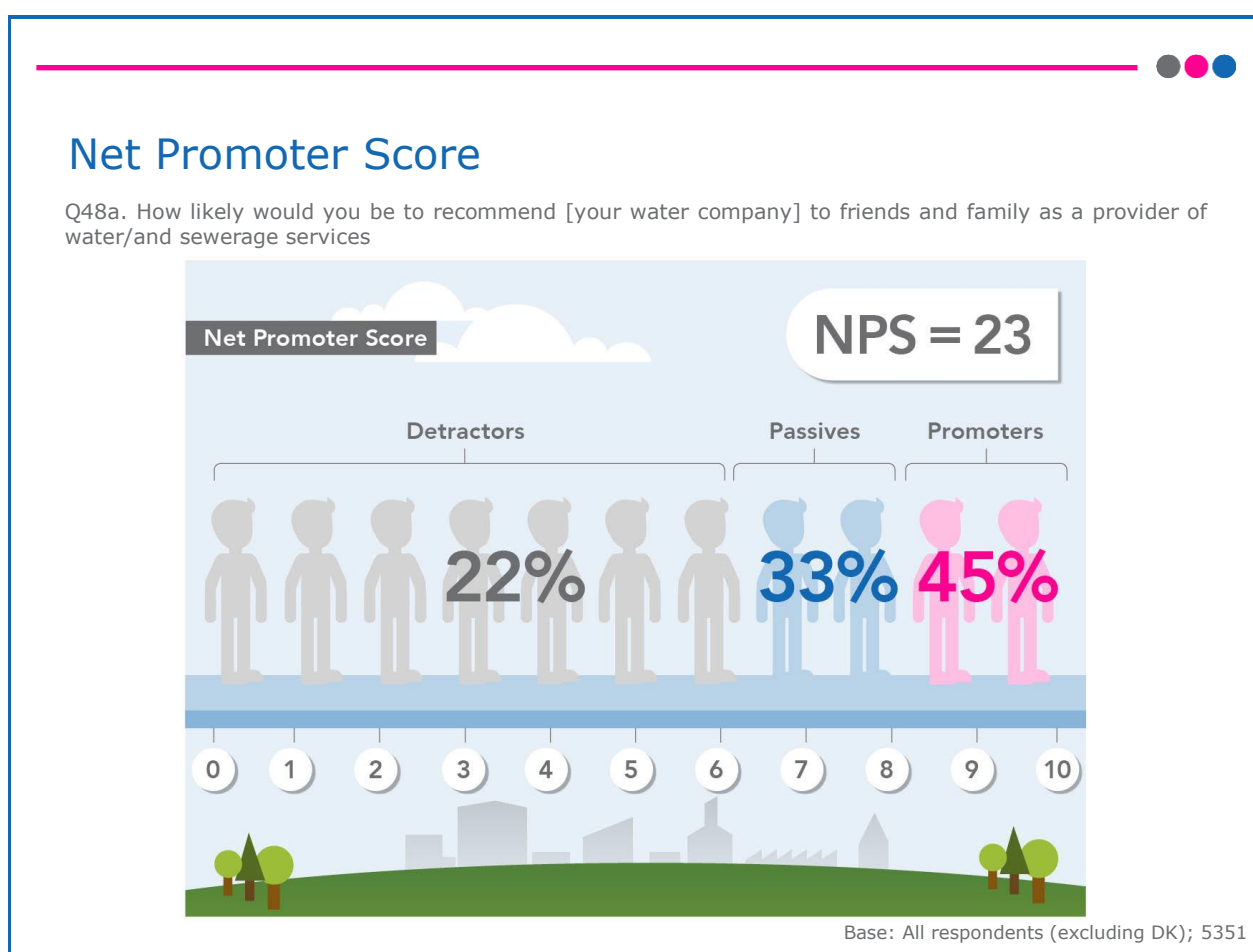 Net Promoter Score
Q48a. How likely would you be to recommend [your water company] to friends and family as a provider of
water/and sewerage services
Net Promoter Score
NPS = 23
Detractors
Passives
Promoters
22%
33%
45%
0 1 2 3 4 5 6 7 8 9 10
Base: All respondents (excluding DK); 5351